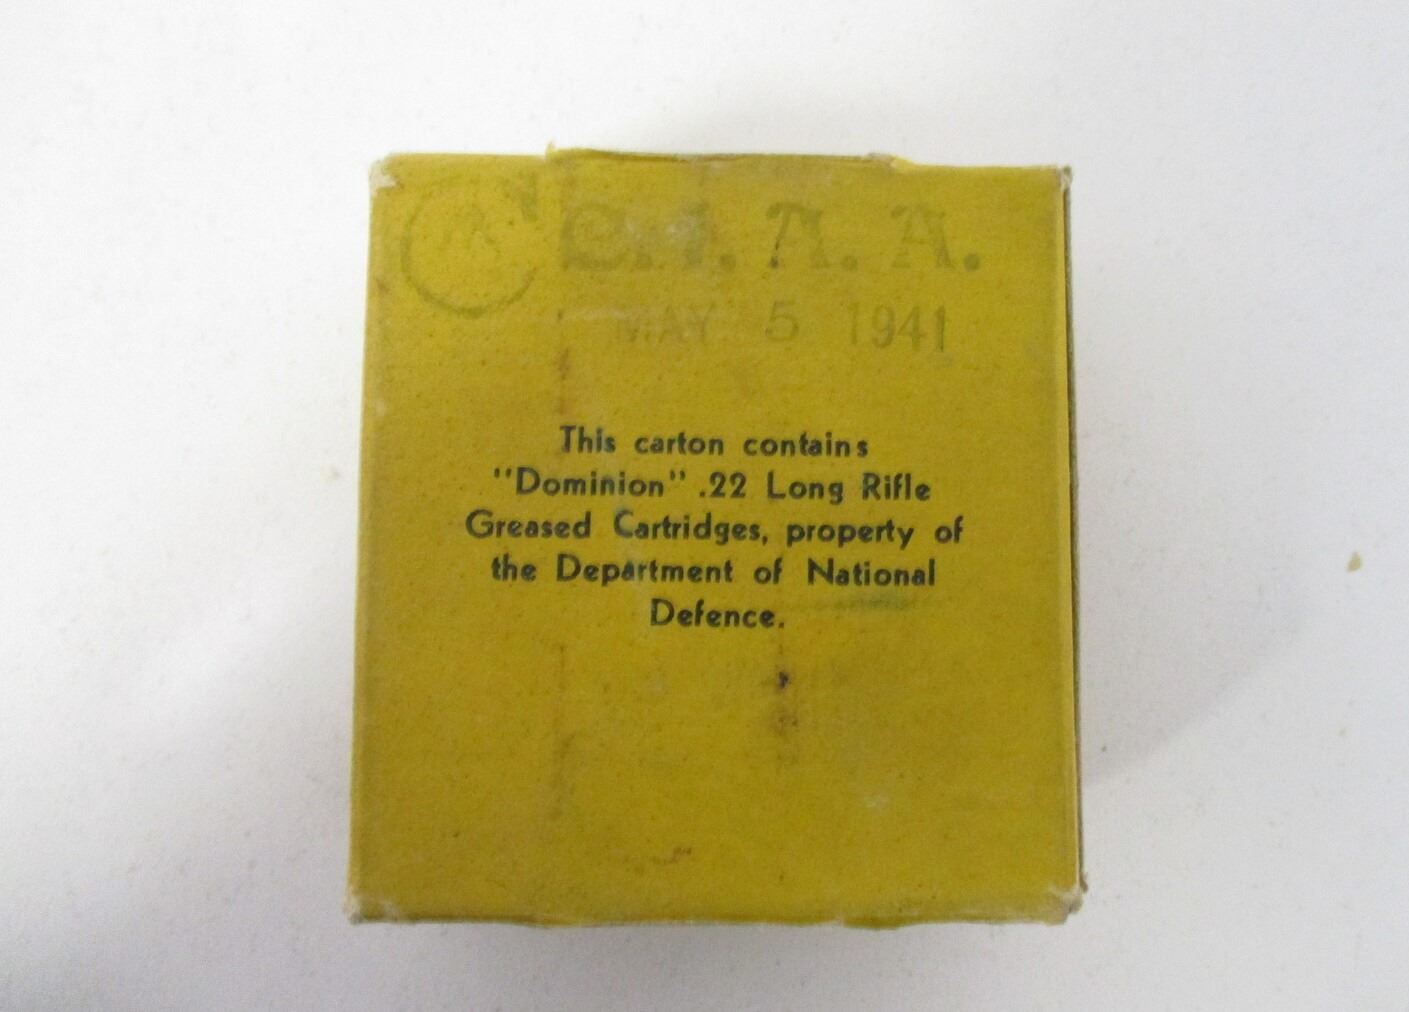 A. A.
MAY 5 1941
This carton contains
"Dominion" .22 Long Rifle
Greased Cartridges, property of
the Department of National
Defence.